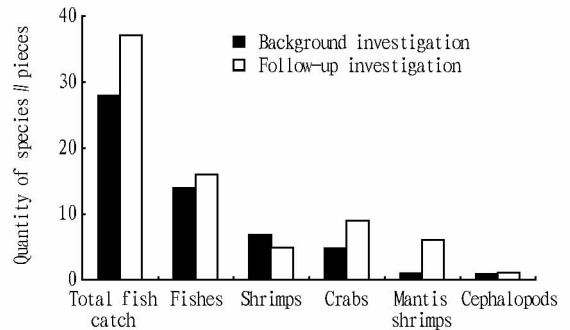 Quantity of species // pieces
40
30
20
10
0
Background investigation
Follow-up investigation
Total fish catch
Fishes
Shrimps
Crabs
Mantis shrimps
Cephalopods